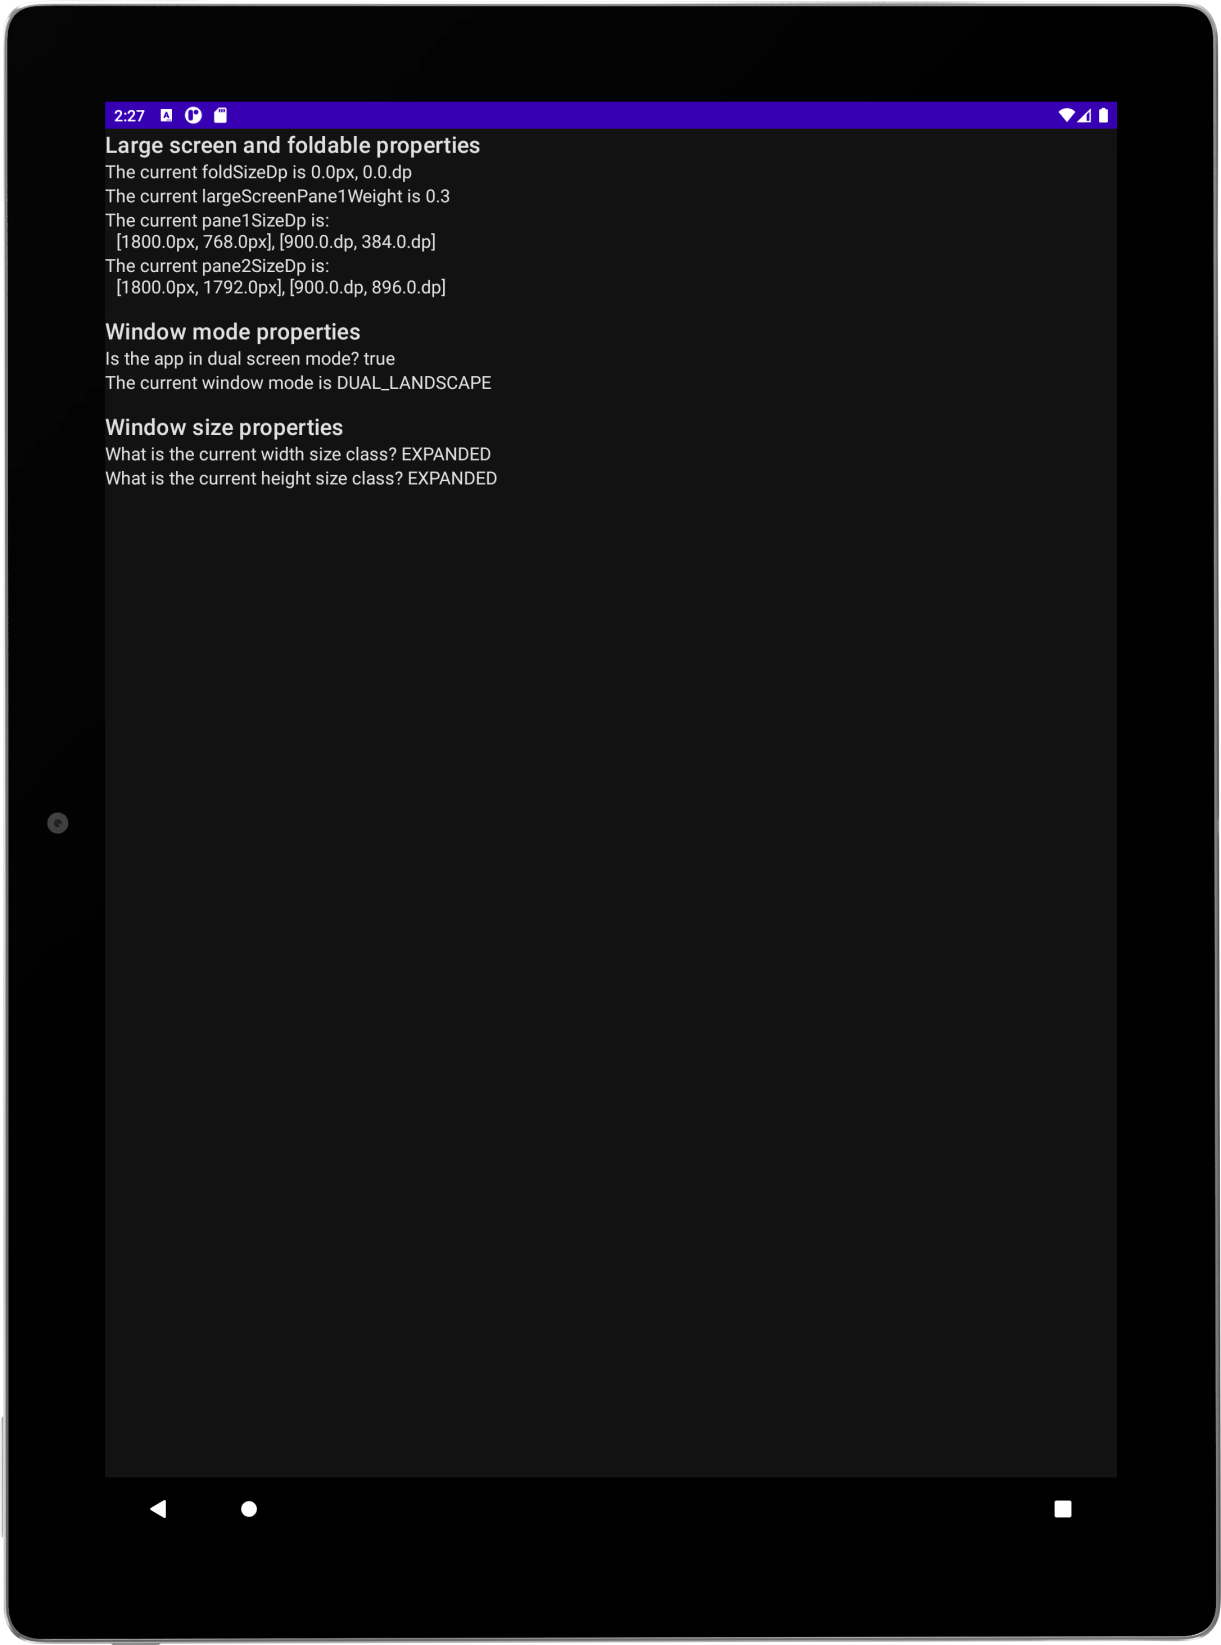 2:27
Large screen and foldable properties
The current foldSizeDp is 0.0px, 0.0.dp
The current largeScreenPane1Weight is 0.3
The current pane1SizeDp is:
[1800.0px, 768.0px], [900.0.dp, 384.0.dp]
The current pane2SizeDp is:
[1800.0px, 1792.0px], [900.0.dp, 896.0.dp]
Window mode properties
Is the app in dual screen mode? true
The current window mode is DUAL_LANDSCAPE
Window size properties
What is the current width size class? EXPANDED
What is the current height size class? EXPANDED